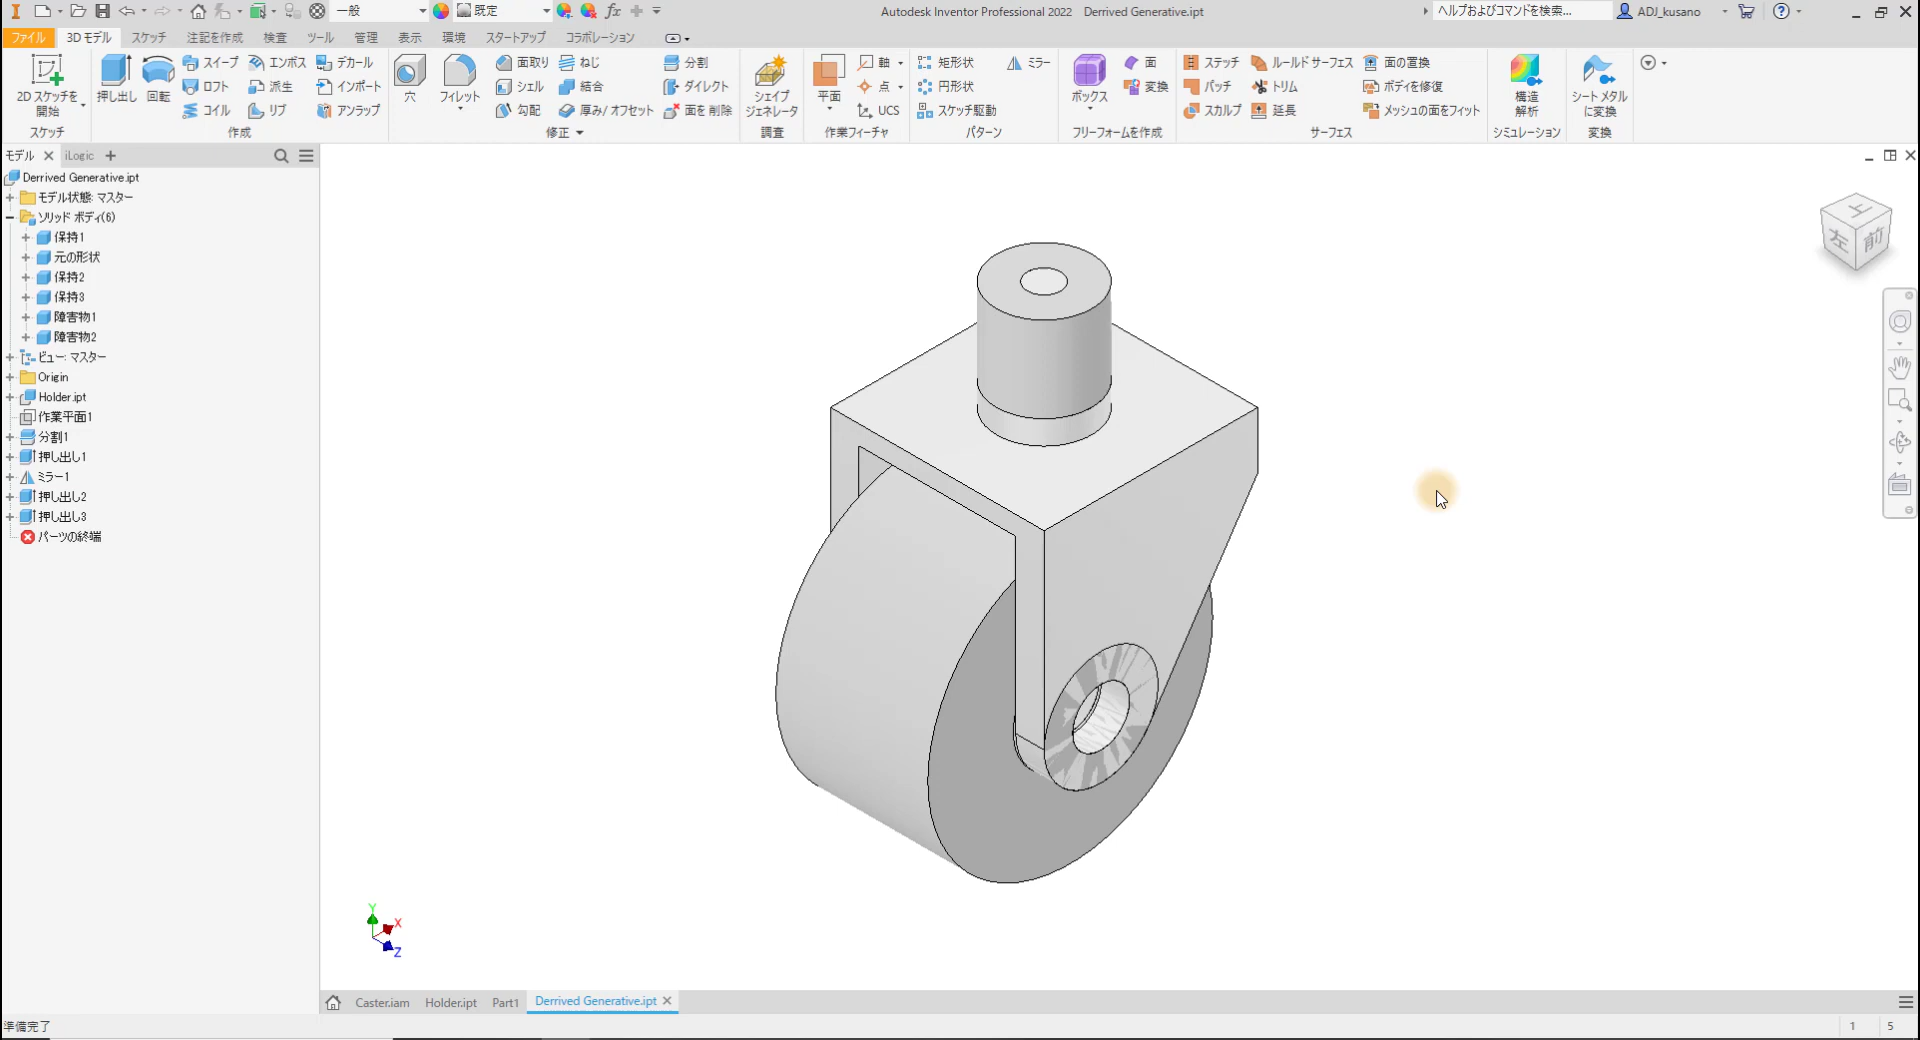 一般
既定
Autodesk Inventor Professional 2022 Derrived Generative.ipt
ヘルプおよびコマンドを検索...
ADJ_kusano
ファイル 3D モデル スケッチ 注記を作成 検査 ツール 管理 表示 環境 スタートアップ コラボレーション
2D スケッチを
開始
スケッチ
押し出し 回転
スイープ エンボス デカール
ロフト 派生 インポート
コイル リブ アンラップ
作成
穴 フィレット
面取り ねじ 分割
シェル 結合 ダイレクト
勾配 厚み/ オフセット 面を 削除
修正
シェイプ
ジェネレータ
調査
平面
軸
点
UCS
作業フィーチャ
矩形状 ミラー
円形状
スケッチ駆動
パターン
ボックス
面
変換
フリーフォームを作成
ステッチ ルールド サーフェス 面の置換
パッチ トリム ボディを修復
スカルプ 延長 メッシュの面をフィット
サーフェス
構造
解析
シミュレーション
シート メタル
に変換
変換
モデル iLogic
Derrived Generative.ipt
モデル状態: マスター
ソリッド ボディ(6)
保持1
元の形状
保持2
保持3
障害物1
障害物2
ビュー: マスター
Origin
Holder.ipt
作業平面1
分割1
押し出し1
ミラー1
押し出し2
押し出し3
パーツの終端
上
左 前
Y
X
Z
Caster.iam Holder.ipt Part1 Derrived Generative.ipt
準備完了
1 5